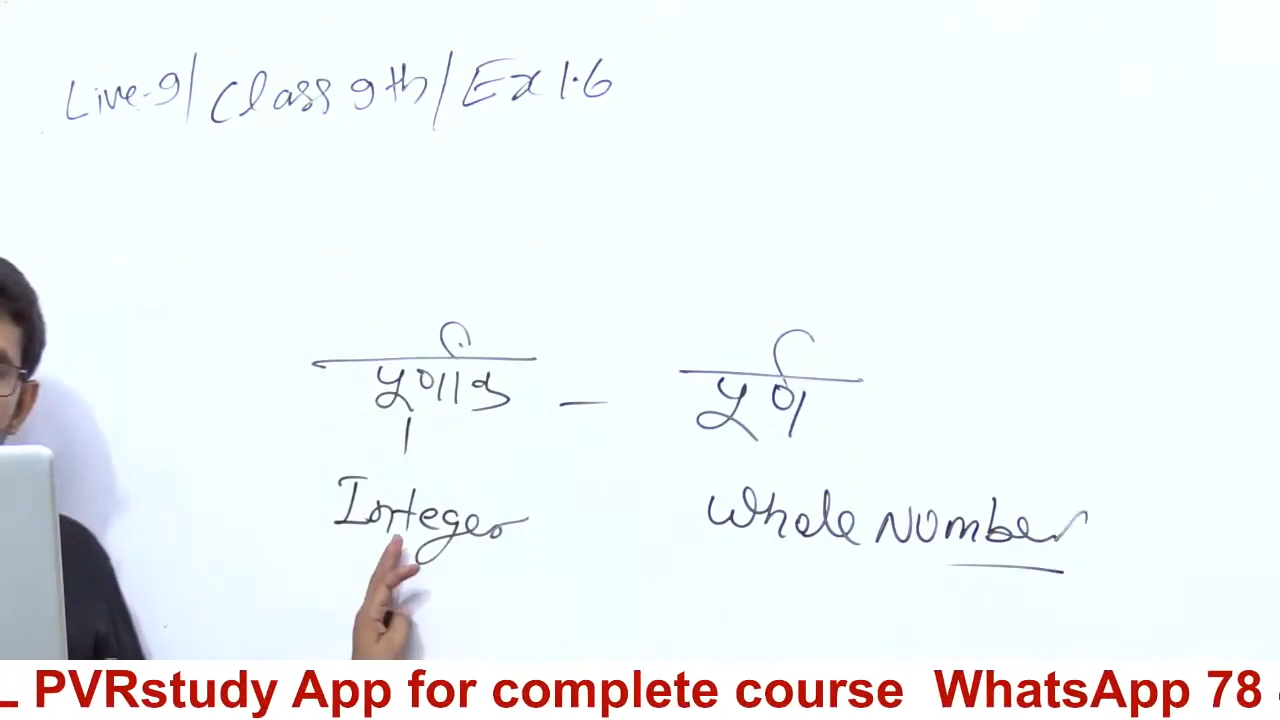 Live-9/Class 9th/Ex 1.6
पूर्णांक - पूर्ण
Integer Whole Number
L PVRstudy App for complete course WhatsApp 78